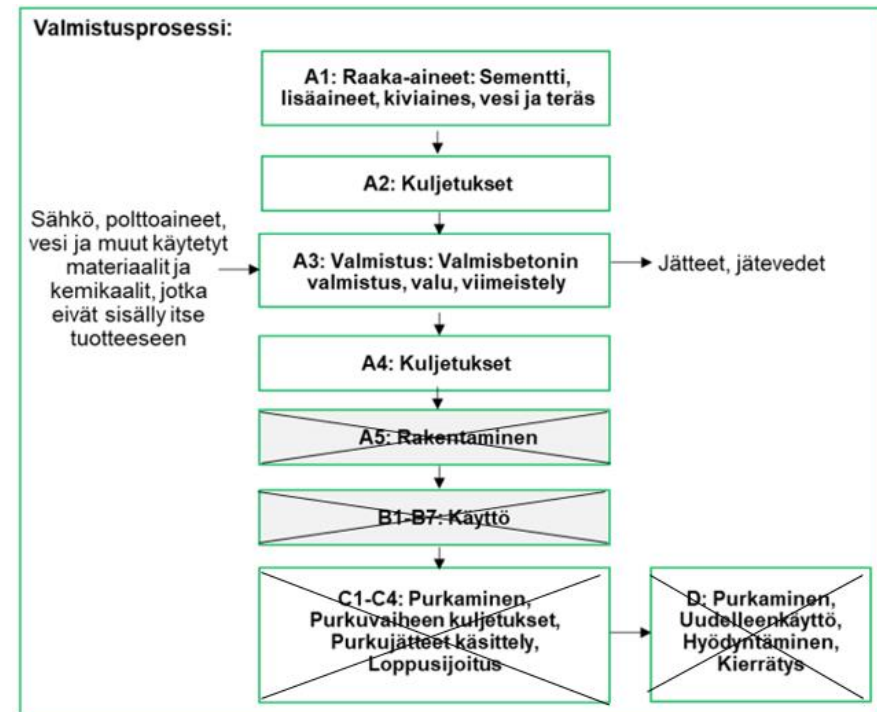 Valmistusprosessi:
A1: Raaka-aineet: Sementti,
lisäaineet, kiviaines, vesi ja teräs
A2: Kuljetukset
Sähkö, polttoaineet,
vesi ja muut käytetyt
materiaalit ja
kemikaalit, jotka
eivät sisälly itse
tuotteeseen
A3: Valmistus: Valmisbetonin
valmistus, valu, viimeistely
Jätteet, jätevedet
A4: Kuljetukset
A5: Rakentaminen
B1-B7: Käyttö
C1-C4: Purkaminen,
Purkuvaiheen kuljetukset,
Purkujätteet käsittely,
Loppusijoitus
D: Purkaminen,
Uudelleenkäyttö,
Hyödyntäminen,
Kierrätys